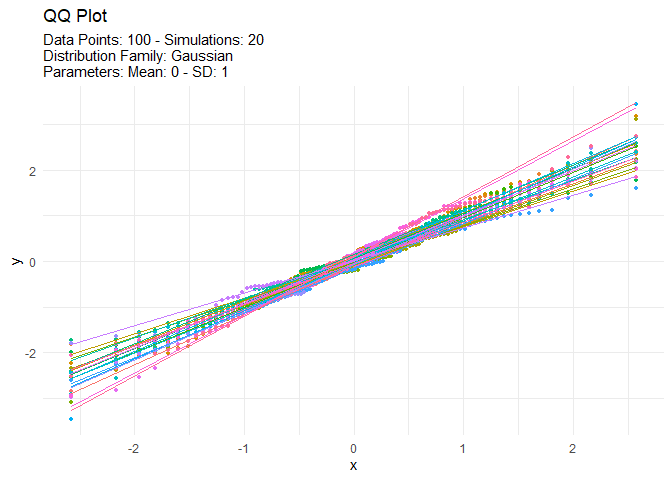 QQ Plot
Data Points: 100 - Simulations: 20
Distribution Family: Gaussian
Parameters: Mean: 0 - SD: 1
2
y
0
-2
-2
-1
0
1
2
x